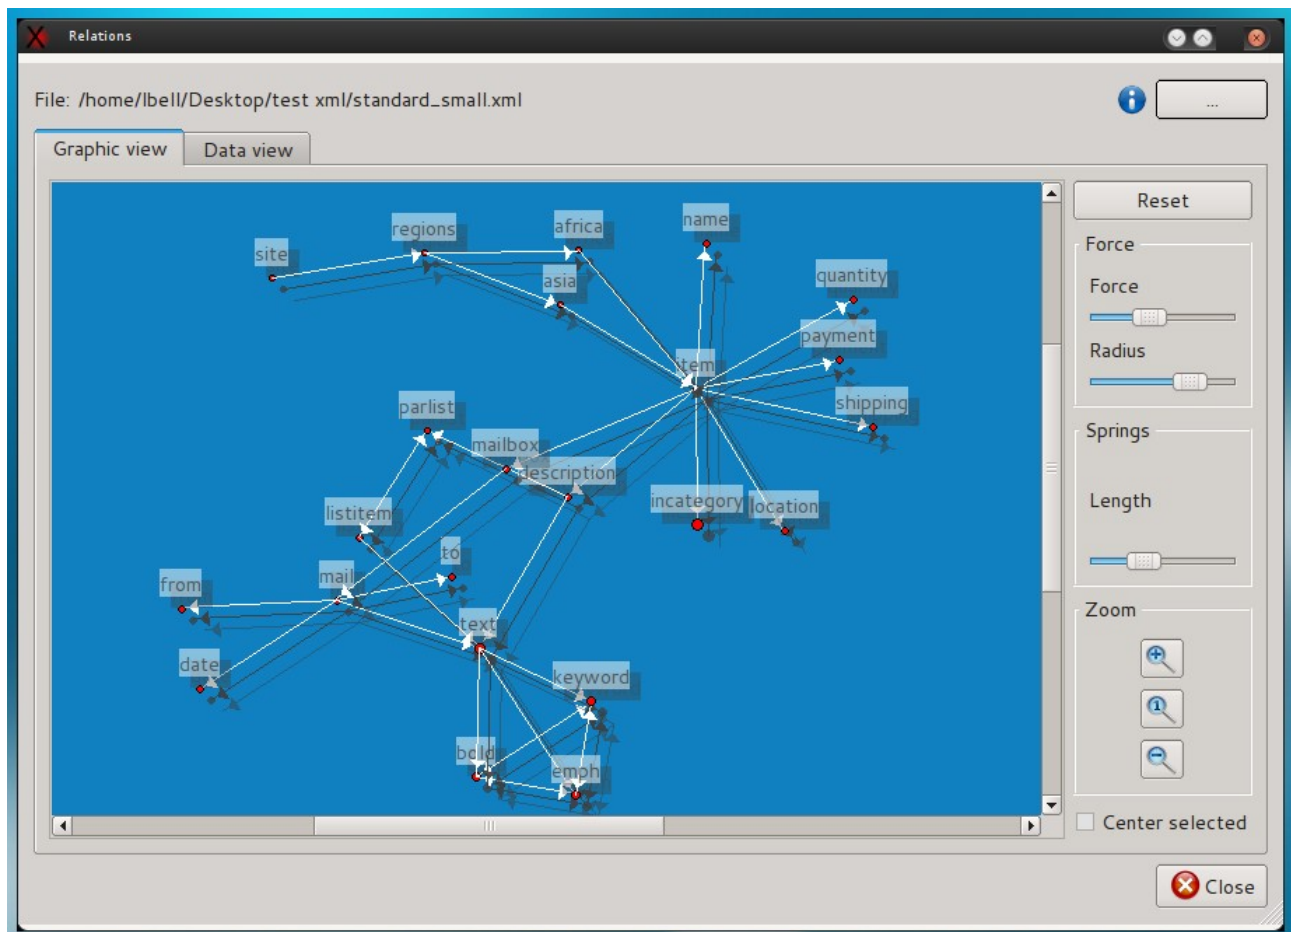 Relations
File: /home/lbell/Desktop/test xml/standard_small.xml
...
Graphic view
Data view
Reset
Force
Force
Radius
Springs
Length
Zoom
1
Center selected
Close
site
regions
africa
name
asia
quantity
payment
item
shipping
parlist
mailbox
description
incategory
location
listitem
to
mail
from
text
date
keyword
bold
emph